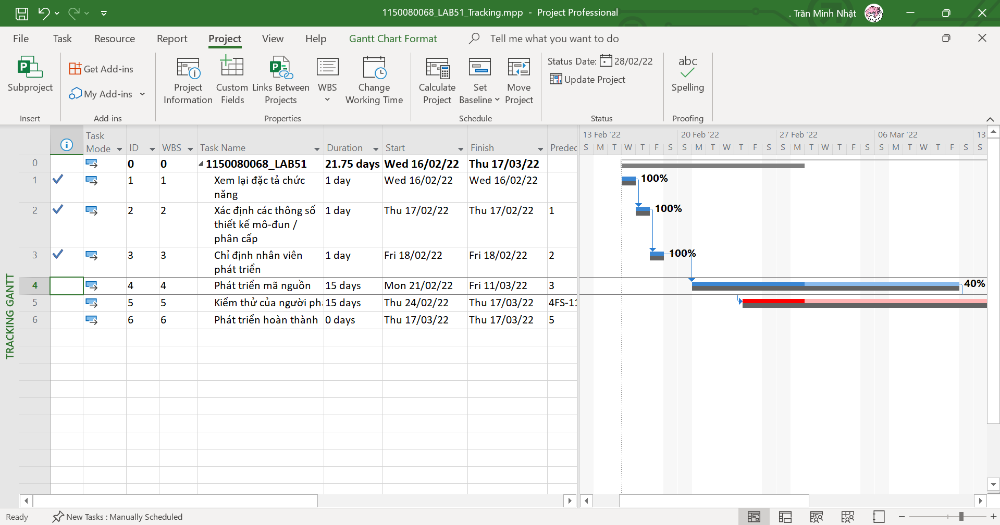 1150080068_LAB51_Tracking.mpp - Project Professional
. Trần Minh Nhật
File Task Resource Report Project View Help Gantt Chart Format Tell me what you want to do
Subproject
Insert
Get Add-ins
My Add-ins
Add-ins
Project Information
Custom Fields
Links Between Projects
WBS
Change Working Time
Properties
Calculate Project
Set Baseline
Move Project
Schedule
Status Date: 28/02/22
Update Project
Status
abc
Spelling
Proofing
Task Mode ID WBS Task Name Duration Start Finish Predec
13 Feb '22 20 Feb '22 27 Feb '22 06 Mar '22 13
S M T W T F S S M T W T F S S M T W T F S S M T W T F S S
0 0 0 1150080068_LAB51 21.75 days Wed 16/02/22 Thu 17/03/22
1 1 1 Xem lại đặc tả chức năng 1 day Wed 16/02/22 Wed 16/02/22 100%
2 2 2 Xác định các thông số thiết kế mô-đun / phân cấp 1 day Thu 17/02/22 Thu 17/02/22 1 100%
3 3 3 Chỉ định nhân viên phát triển 1 day Fri 18/02/22 Fri 18/02/22 2 100%
4 4 4 Phát triển mã nguồn 15 days Mon 21/02/22 Fri 11/03/22 3 40%
5 5 5 Kiểm thử của người ph 15 days Thu 24/02/22 Thu 17/03/22 4FS-11
6 6 6 Phát triển hoàn thành 0 days Thu 17/03/22 Thu 17/03/22 5
TRACKING GANTT
Ready New Tasks : Manually Scheduled